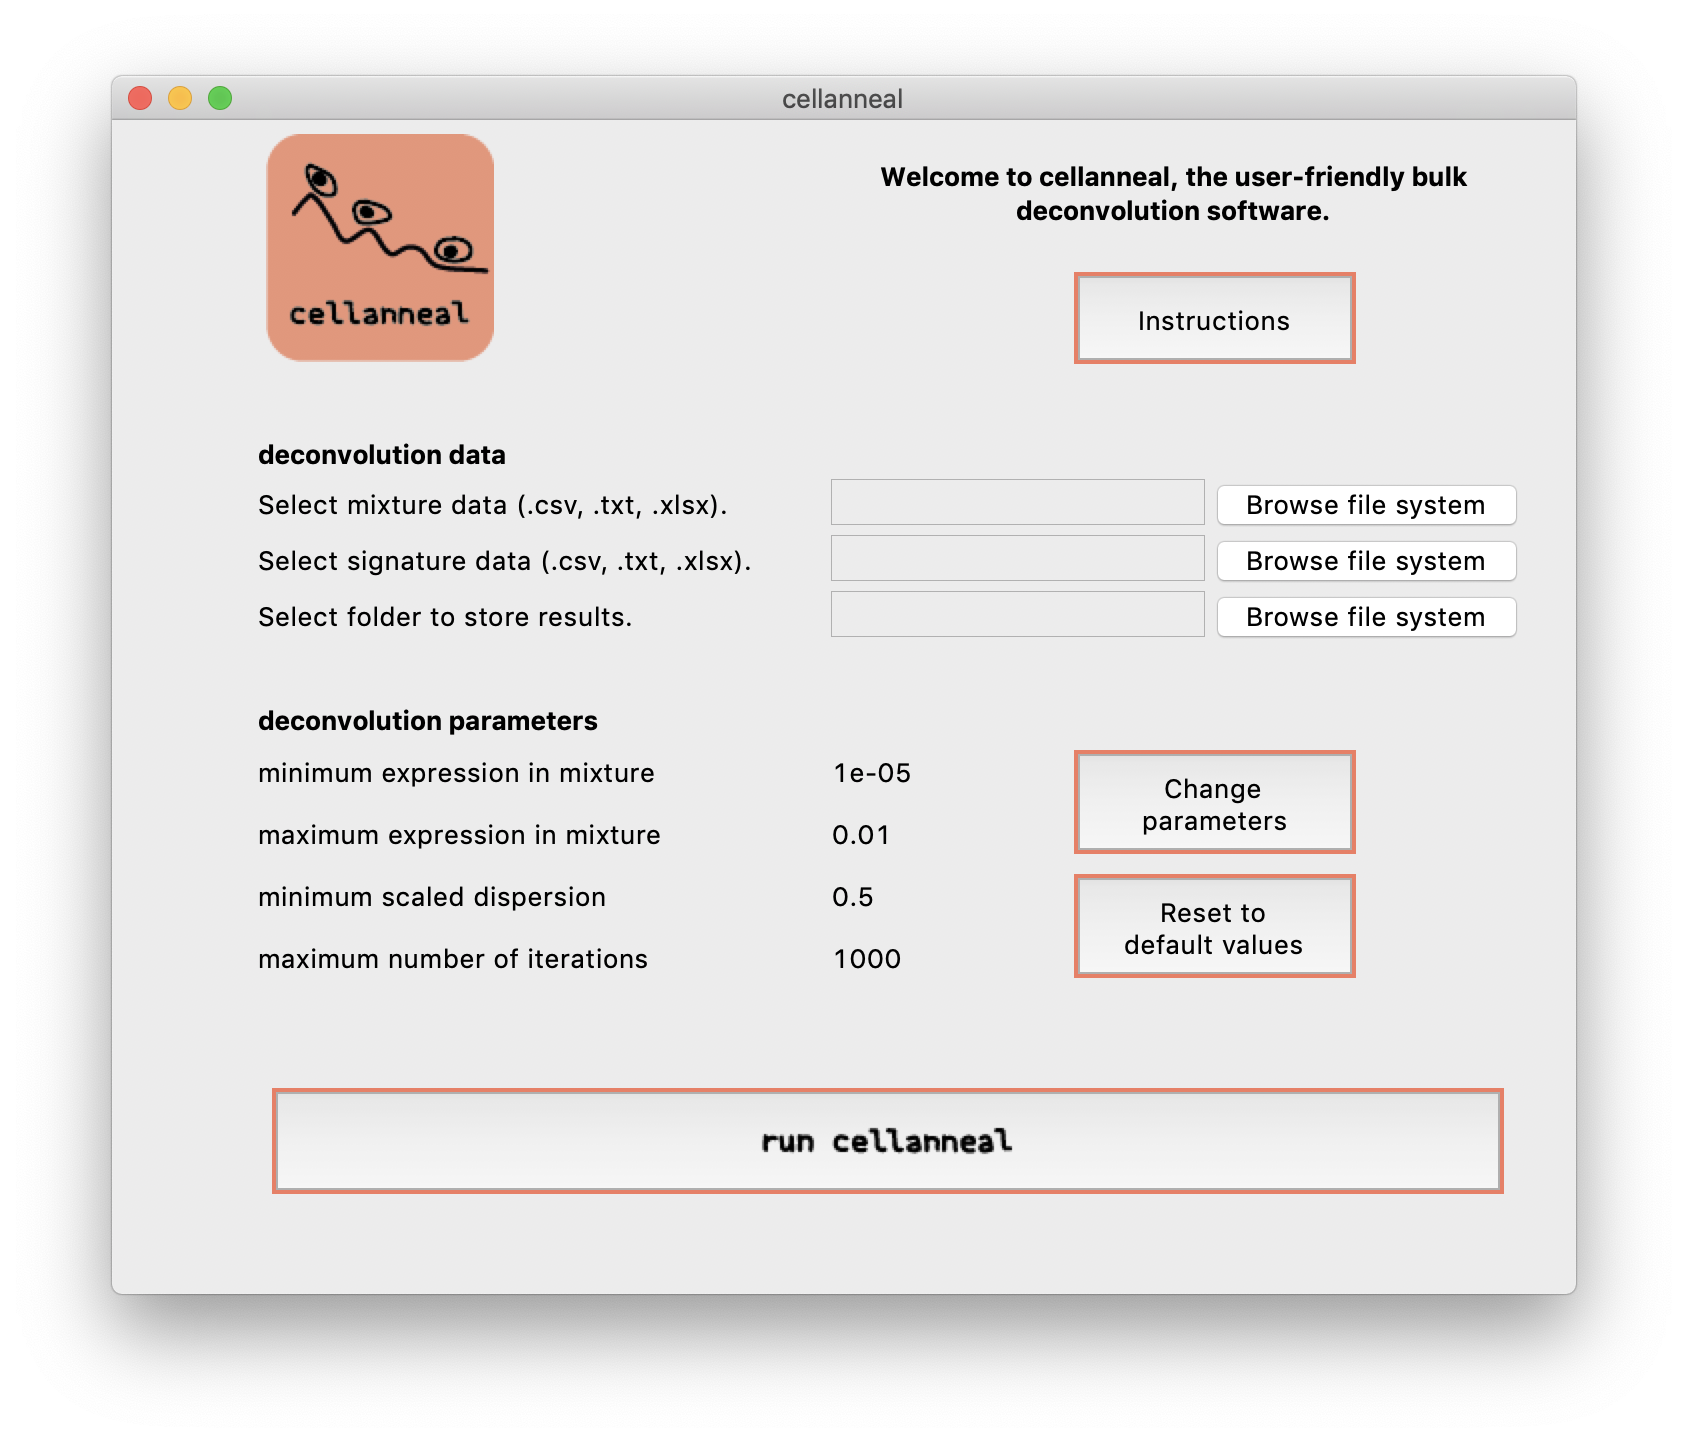 cellanneal
cellanneal
Welcome to cellanneal, the user-friendly bulk
deconvolution software.
Instructions
deconvolution data
Select mixture data (.csv, .txt, .xlsx).
Browse file system
Select signature data (.csv, .txt, .xlsx).
Browse file system
Select folder to store results.
Browse file system
deconvolution parameters
minimum expression in mixture
1e-05
maximum expression in mixture
0.01
minimum scaled dispersion
0.5
maximum number of iterations
1000
Change
parameters
Reset to
default values
run cellanneal